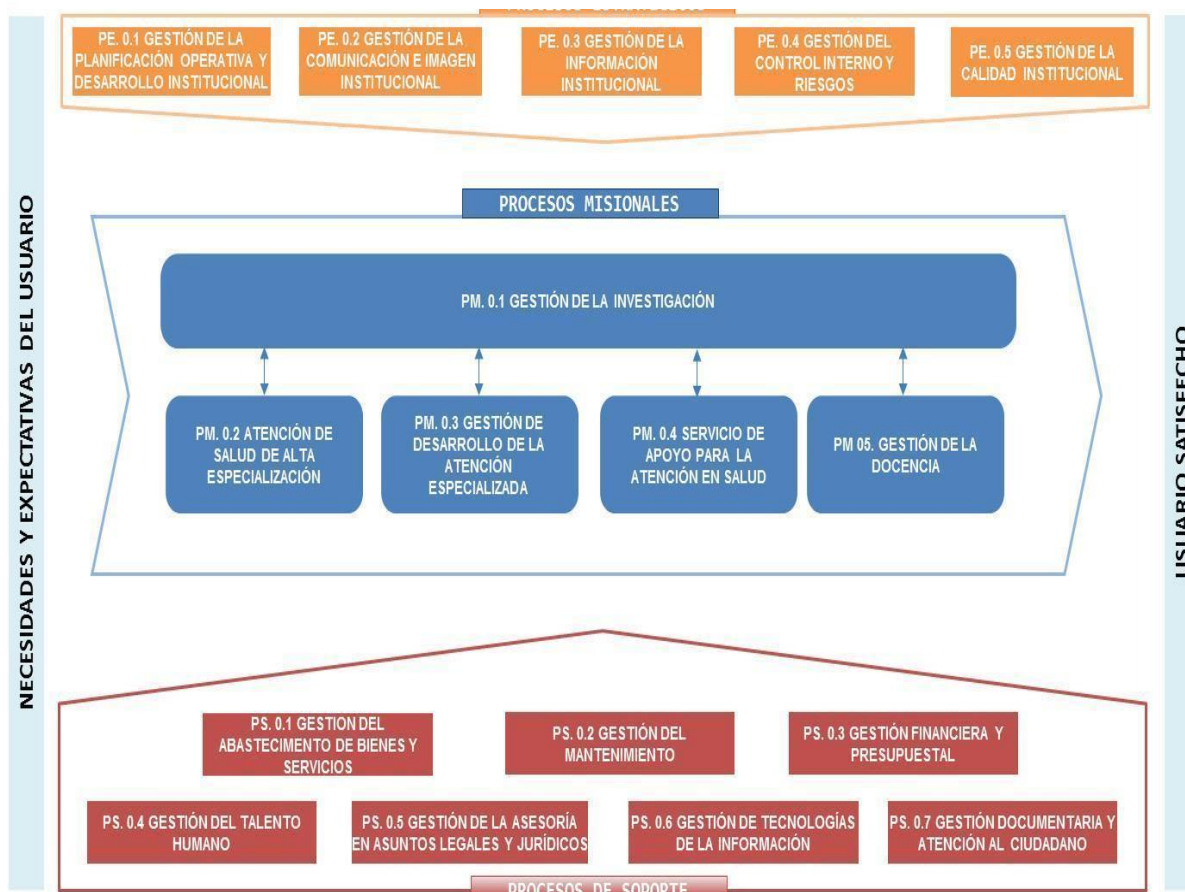 PROCESOS ESTRATÉGICOS
PE. 0.1 GESTIÓN DE LA
PLANIFICACIÓN OPERATIVA Y
DESARROLLO INSTITUCIONAL
PE. 0.2 GESTIÓN DE LA
COMUNICACIÓN E IMAGEN
INSTITUCIONAL
PE. 0.3 GESTIÓN DE LA
INFORMACIÓN
INSTITUCIONAL
PE. 0.4 GESTIÓN DEL
CONTROL INTERNO Y
RIESGOS
PE. 0.5 GESTIÓN DE LA
CALIDAD INSTITUCIONAL
NECESIDADES Y EXPECTATIVAS DEL USUARIO
PROCESOS MISIONALES
PM. 0.1 GESTIÓN DE LA INVESTIGACIÓN
PM. 0.2 ATENCIÓN DE
SALUD DE ALTA
ESPECIALIZACIÓN
PM. 0.3 GESTIÓN DE
DESARROLLO DE LA
ATENCIÓN
ESPECIALIZADA
PM. 0.4 SERVICIO DE
APOYO PARA LA
ATENCIÓN EN SALUD
PM 05. GESTIÓN DE LA
DOCENCIA
USUARIO SATISFECHO
PS. 0.1 GESTION DEL
ABASTECIMIENTO DE BIENES Y
SERVICIOS
PS. 0.2 GESTIÓN DEL
MANTENIMIENTO
PS. 0.3 GESTIÓN FINANCIERA Y
PRESUPUESTAL
PS. 0.4 GESTIÓN DEL TALENTO
HUMANO
PS. 0.5 GESTIÓN DE LA ASESORÍA
EN ASUNTOS LEGALES Y JURÍDICOS
PS. 0.6 GESTIÓN DE TECNOLOGÍAS
DE LA INFORMACIÓN
PS. 0.7 GESTIÓN DOCUMENTARIA Y
ATENCIÓN AL CIUDADANO
PROCESOS DE SOPORTE